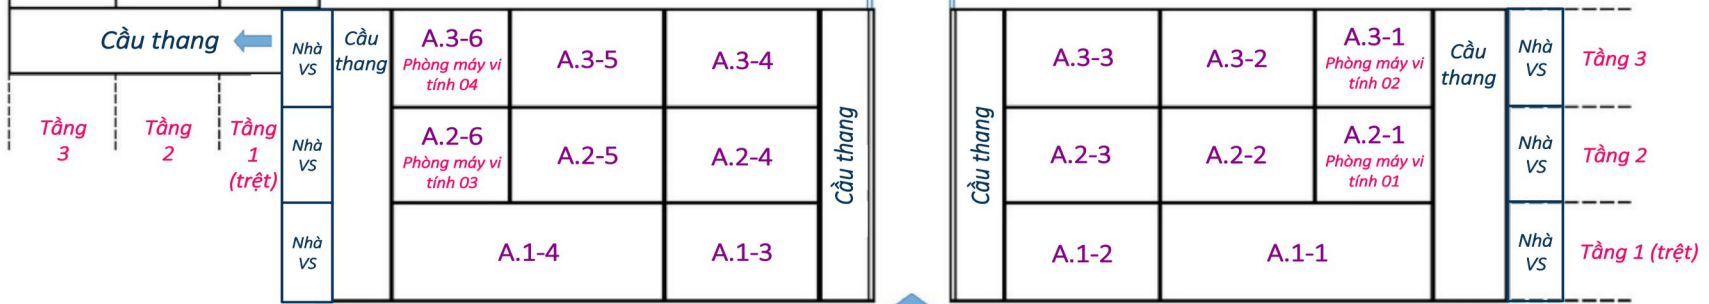 Cầu thang
Tầng
3
Tầng
2
Tầng
1
(trệt)
Nhà
VS
Cầu
thang
A.3-6
Phòng máy vi
tính 04
A.3-5
A.3-4
Nhà
VS
A.2-6
Phòng máy vi
tính 03
A.2-5
A.2-4
Nhà
VS
A.1-4
A.1-3
Cầu thang
Cầu thang
A.3-3
A.3-2
A.3-1
Phòng máy vi
tính 02
Cầu
thang
Nhà
VS
Tầng 3
A.2-3
A.2-2
A.2-1
Phòng máy vi
tính 01
Nhà
VS
Tầng 2
A.1-2
A.1-1
Nhà
VS
Tầng 1 (trệt)